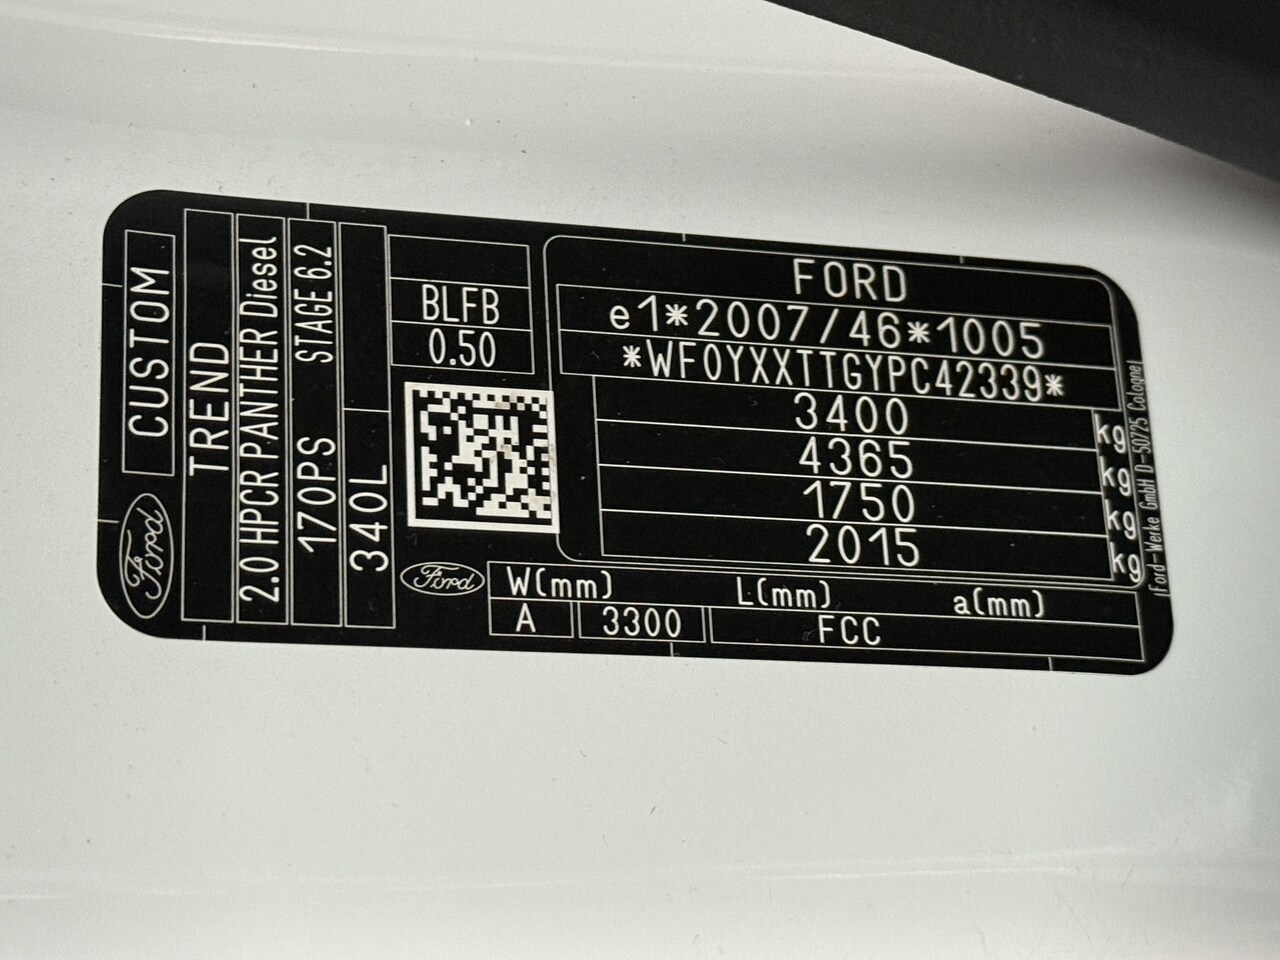 CUSTOM
Ford
TREND
2.0 HPCR PANTHER Diesel
170PS STAGE 6.2
340L
BLFB
0.50
Ford
FORD
e1*2007/46*1005
*WF0YXXTTGYPC42339*
3400 kg
4365 kg
1750 kg
2015 kg
W(mm) L(mm) a(mm)
A 3300 FCC
Ford-Werke GmbH D-50725 Cologne